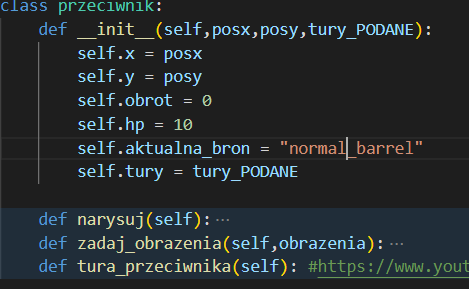 class przeciwnik:
def __init__(self,posx,posy,tury_PODANE):
self.x = posx
self.y = posy
self.obrot = 0
self.hp = 10
self.aktualna_bron = "normal_barrel"
self.tury = tury_PODANE
def narysuj(self):···
def zadaj_obrazenia(self,obrazenia):···
def tura_przeciwnika(self): #https://www.yout